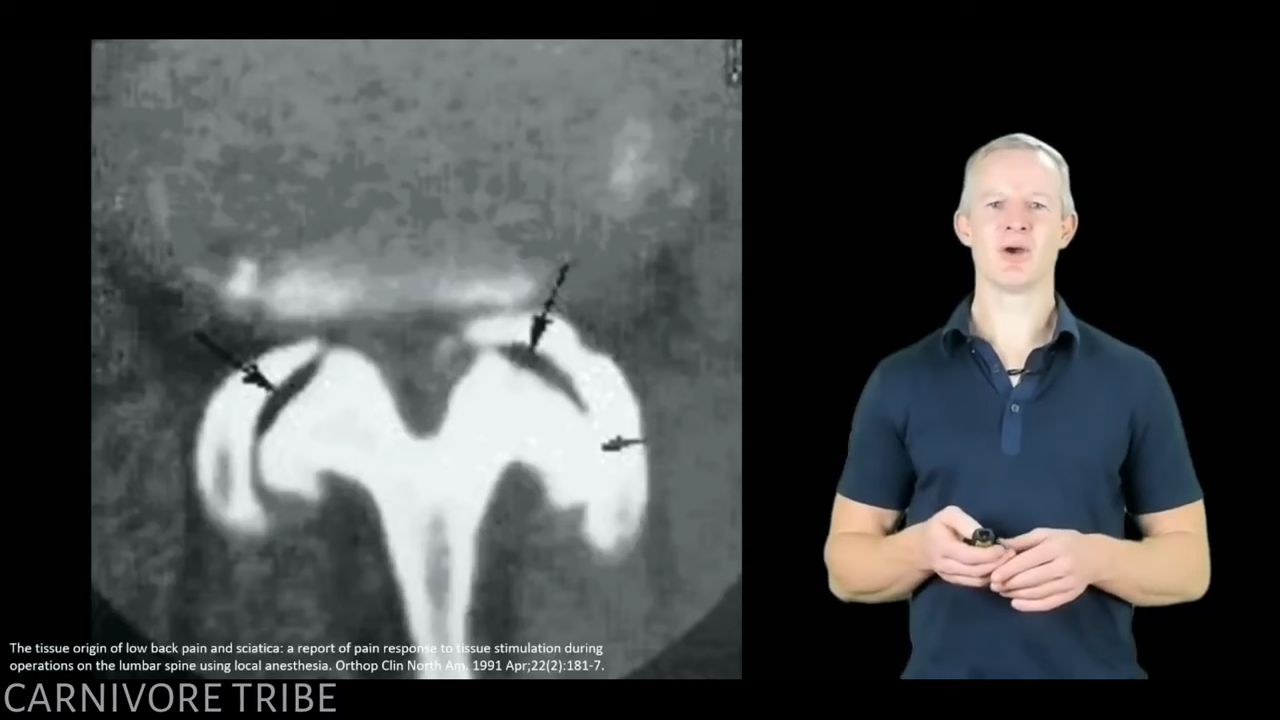 The tissue origin of low back pain and sciatica: a report of pain response to tissue stimulation during
operations on the lumbar spine using local anesthesia. Orthop Clin North Am. 1991 Apr;22(2):181-7.
CARNIVORE TRIBE